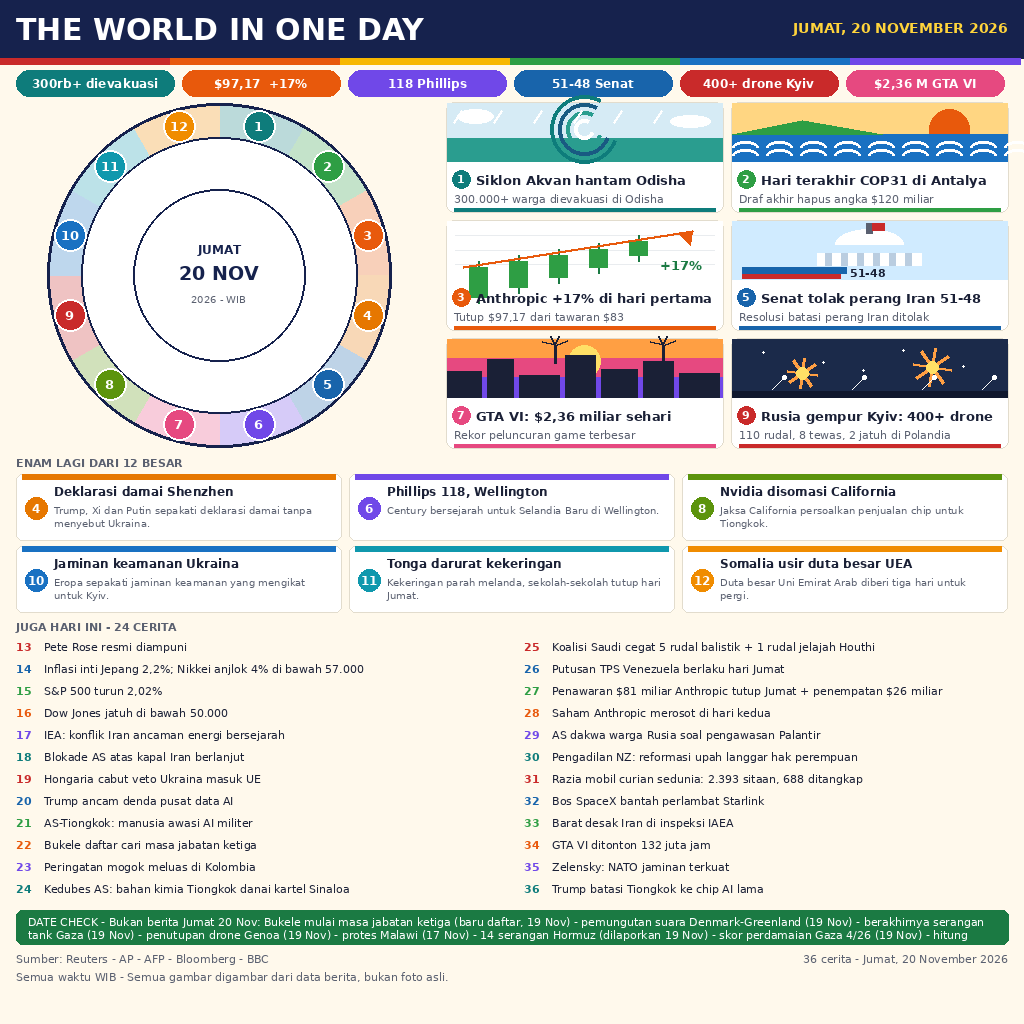 THE WORLD IN ONE DAY
JUMAT, 20 NOVEMBER 2026
300rb+ dievakuasi
$97,17 +17%
118 Phillips
51-48 Senat
400+ drone Kyiv
$2,36 M GTA VI
12
1
11
2
10
3
9
4
8
5
7
6
JUMAT
20 NOV
2026 - WIB
1 Siklon Akvan hantam Odisha
300.000+ warga dievakuasi di Odisha
2 Hari terakhir COP31 di Antalya
Draf akhir hapus angka $120 miliar
+17%
3 Anthropic +17% di hari pertama
Tutup $97,17 dari tawaran $83
51-48
5 Senat tolak perang Iran 51-48
Resolusi batasi perang Iran ditolak
7 GTA VI: $2,36 miliar sehari
Rekor peluncuran game terbesar
9 Rusia gempur Kyiv: 400+ drone
110 rudal, 8 tewas, 2 jatuh di Polandia
ENAM LAGI DARI 12 BESAR
4 Deklarasi damai Shenzhen
Trump, Xi dan Putin sepakati deklarasi damai tanpa
menyebut Ukraina.
6 Phillips 118, Wellington
Century bersejarah untuk Selandia Baru di Wellington.
8 Nvidia disomasi California
Jaksa California persoalkan penjualan chip untuk
Tiongkok.
10 Jaminan keamanan Ukraina
Eropa sepakati jaminan keamanan yang mengikat
untuk Kyiv.
11 Tonga darurat kekeringan
Kekeringan parah melanda, sekolah-sekolah tutup hari
Jumat.
12 Somalia usir duta besar UEA
Duta besar Uni Emirat Arab diberi tiga hari untuk
pergi.
JUGA HARI INI - 24 CERITA
13 Pete Rose resmi diampuni
14 Inflasi inti Jepang 2,2%; Nikkei anjlok 4% di bawah 57.000
15 S&P 500 turun 2,02%
16 Dow Jones jatuh di bawah 50.000
17 IEA: konflik Iran ancaman energi bersejarah
18 Blokade AS atas kapal Iran berlanjut
19 Hongaria cabut veto Ukraina masuk UE
20 Trump ancam denda pusat data AI
21 AS-Tiongkok: manusia awasi AI militer
22 Bukele daftar cari masa jabatan ketiga
23 Peringatan mogok meluas di Kolombia
24 Kedubes AS: bahan kimia Tiongkok danai kartel Sinaloa
25 Koalisi Saudi cegat 5 rudal balistik + 1 rudal jelajah Houthi
26 Putusan TPS Venezuela berlaku hari Jumat
27 Penawaran $81 miliar Anthropic tutup Jumat + penempatan $26 miliar
28 Saham Anthropic merosot di hari kedua
29 AS dakwa warga Rusia soal pengawasan Palantir
30 Pengadilan NZ: reformasi upah langgar hak perempuan
31 Razia mobil curian sedunia: 2.393 sitaan, 688 ditangkap
32 Bos SpaceX bantah perlambat Starlink
33 Barat desak Iran di inspeksi IAEA
34 GTA VI ditonton 132 juta jam
35 Zelensky: NATO jaminan terkuat
36 Trump batasi Tiongkok ke chip AI lama
DATE CHECK - Bukan berita Jumat 20 Nov: Bukele mulai masa jabatan ketiga (baru daftar, 19 Nov) - pemungutan suara Denmark-Greenland (19 Nov) - berakhirnya serangan
tank Gaza (19 Nov) - penutupan drone Genoa (19 Nov) - protes Malawi (17 Nov) - 14 serangan Hormuz (dilaporkan 19 Nov) - skor perdamaian Gaza 4/26 (19 Nov) - hitung
Sumber: Reuters - AP - AFP - Bloomberg - BBC
36 cerita - Jumat, 20 November 2026
Semua waktu WIB - Semua gambar digambar dari data berita, bukan foto asli.